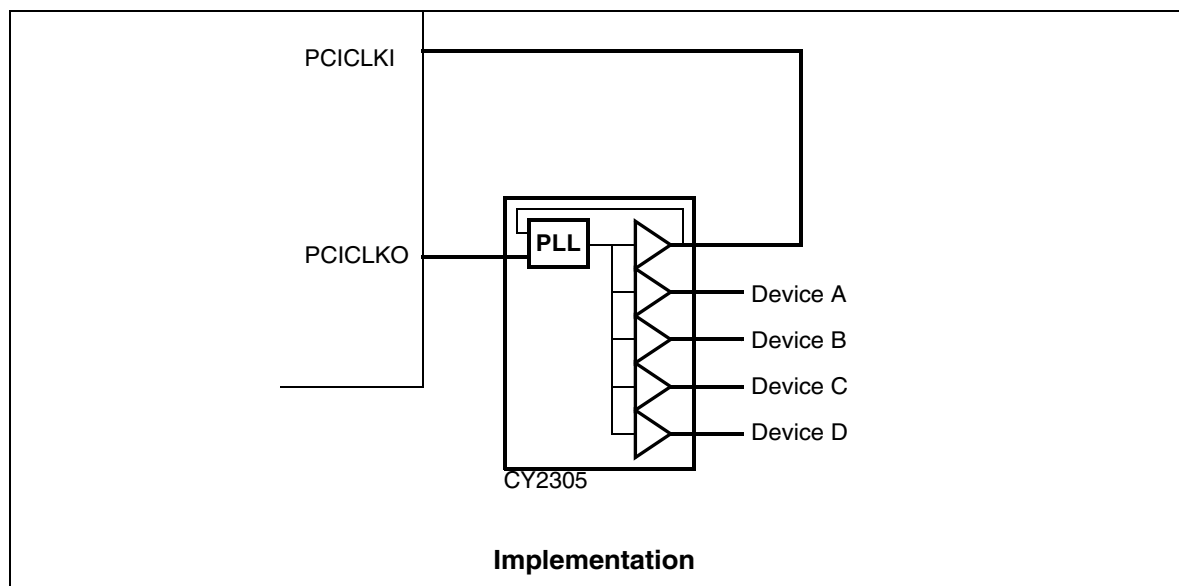 PCICLKI
PCICLKO
PLL
Device A
Device B
Device C
Device D
CY2305
Implementation